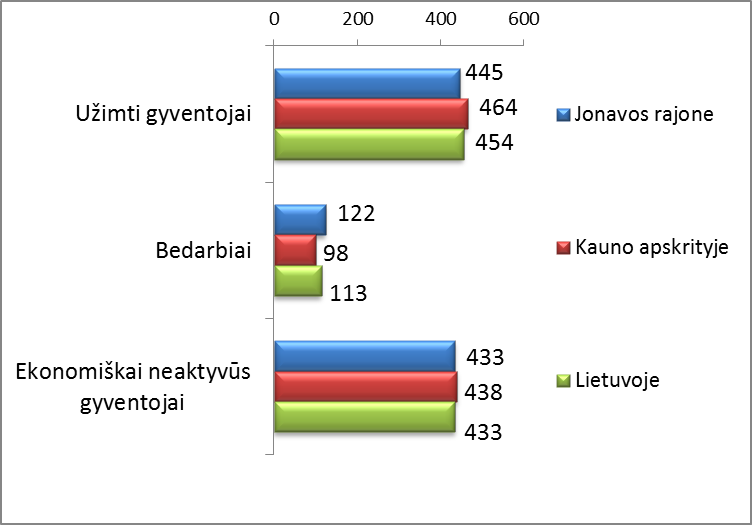 0 200 400 600
Užimti gyventojai
445
464
454
Jonavos rajone
Bedarbiai
122
98
113
Kauno apskrityje
Ekonomiškai neaktyvūs
gyventojai
433
438
433
Lietuvoje